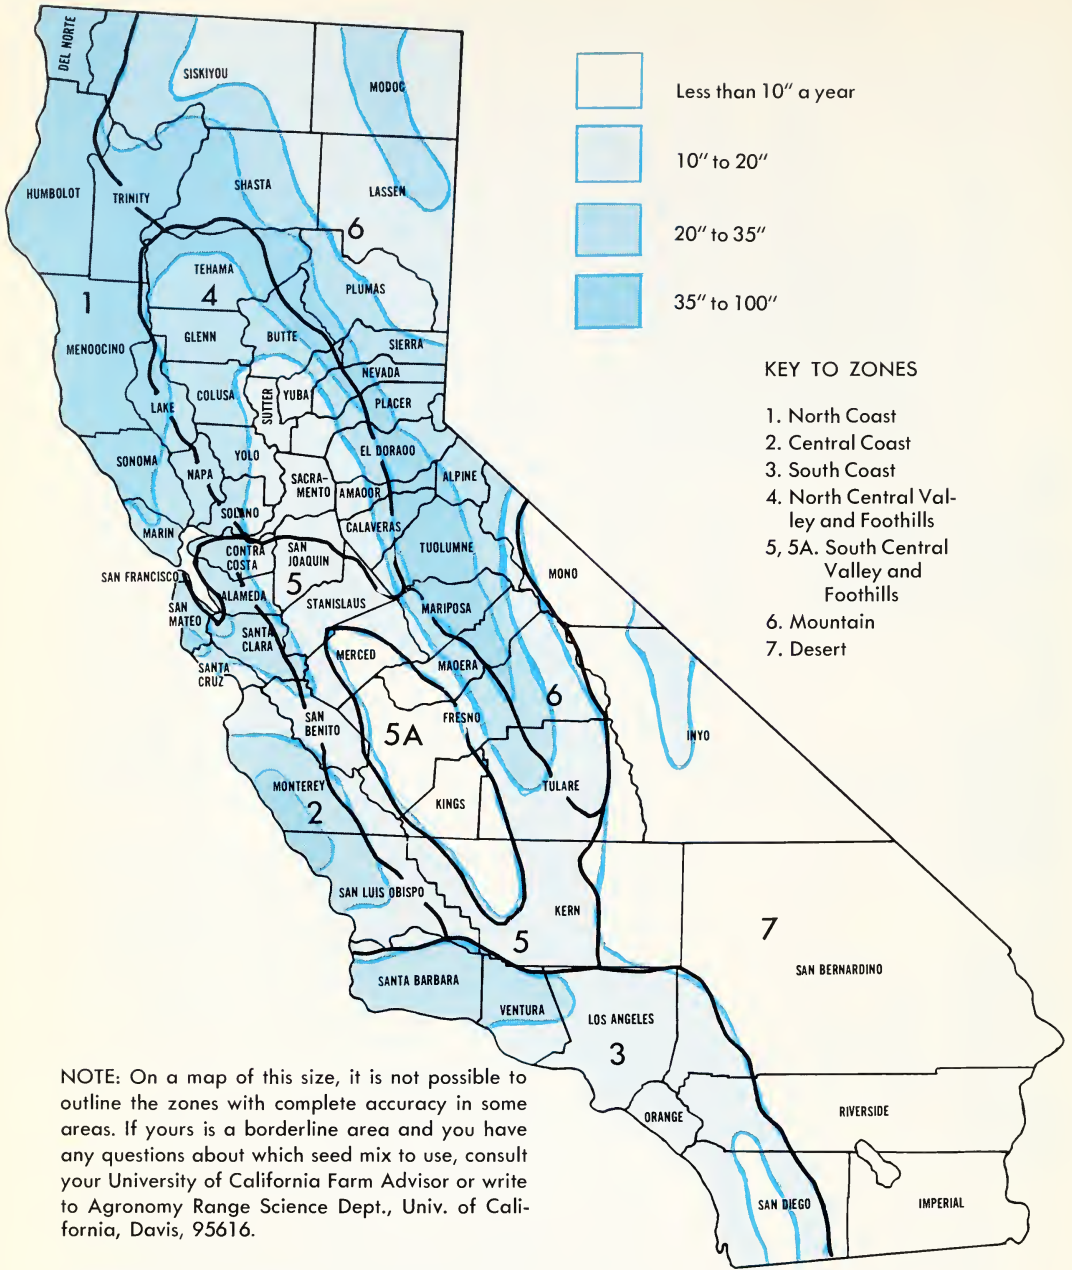 DEL NORTE
SISKIYOU
MODOC
HUMBOLOT
TRINITY
SHASTA
LASSEN
6
TEHAMA
4
PLUMAS
1
MENOOCINO
GLENN
BUTTE
SIERRA
NEVADA
LAKE
COLUSA
SUTTER
YUBA
PLACER
SONOMA
NAPA
YOLO
EL DORADO
SACRA-
MENTO
AMAOOR
ALPINE
SOLANO
MARIN
CONTRA
COSTA
SAN
JOAQUIN
CALAVERAS
TUOLUMNE
MONO
SAN FRANCISCO
5
ALAMEDA
STANISLAUS
MARIPOSA
SAN
MATEO
SANTA
CLARA
MERCED
MAOERA
SANTA
CRUZ
SAN
BENITO
5A
FRESNO
6
INYO
MONTEREY
2
KINGS
TULARE
SAN LUIS OBISPO
KERN
5
7
SAN BERNARDINO
SANTA BARBARA
VENTURA
LOS ANGELES
3
ORANGE
RIVERSIDE
SAN DIEGO
IMPERIAL
Less than 10" a year
10" to 20"
20" to 35"
35" to 100"
KEY TO ZONES
1. North Coast
2. Central Coast
3. South Coast
4. North Central Val-
ley and Foothills
5, 5A. South Central
Valley and
Foothills
6. Mountain
7. Desert
NOTE: On a map of this size, it is not possible to
outline the zones with complete accuracy in some
areas. If yours is a borderline area and you have
any questions about which seed mix to use, consult
your University of California Farm Advisor or write
to Agronomy Range Science Dept., Univ. of Cali-
fornia, Davis, 95616.